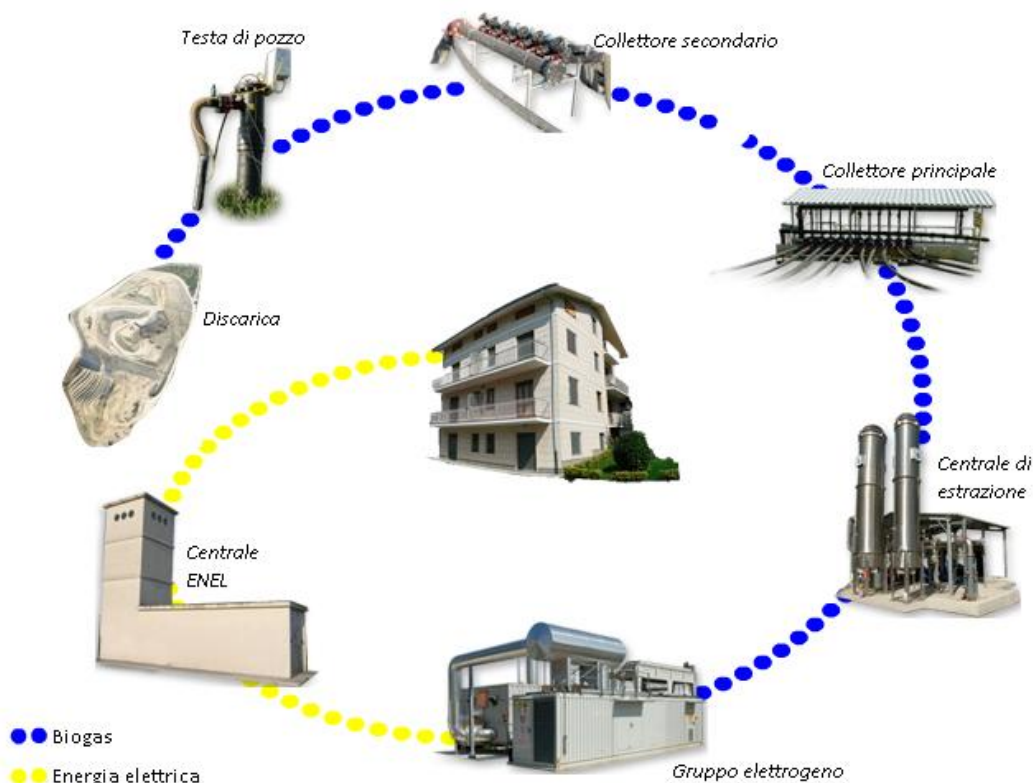 Testa di pozzo
Collettore secondario
Collettore principale
Discarica
Centrale di
estrazione
Centrale
ENEL
Gruppo elettrogeno
Biogas
Energia elettrica